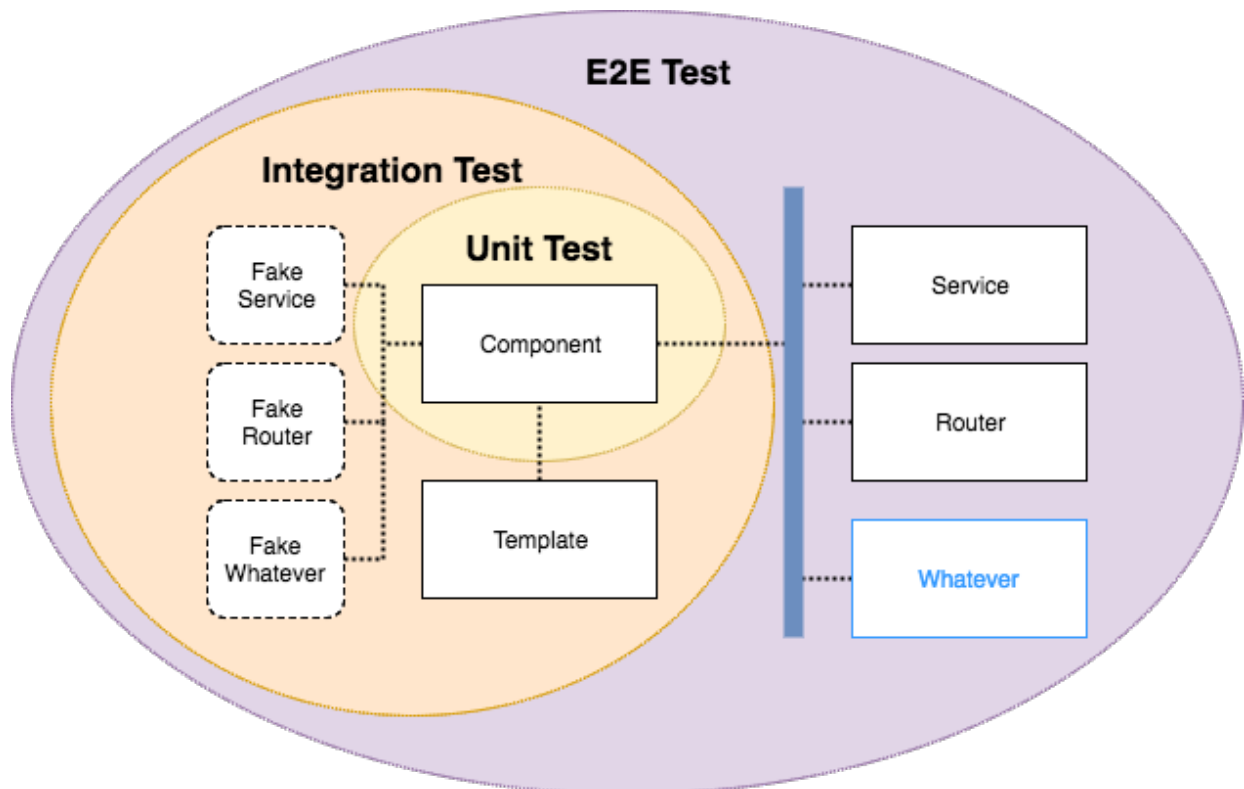 E2E Test
Integration Test
Unit Test
Fake
Service
Component
Service
Fake
Router
Router
Fake
Whatever
Template
Whatever